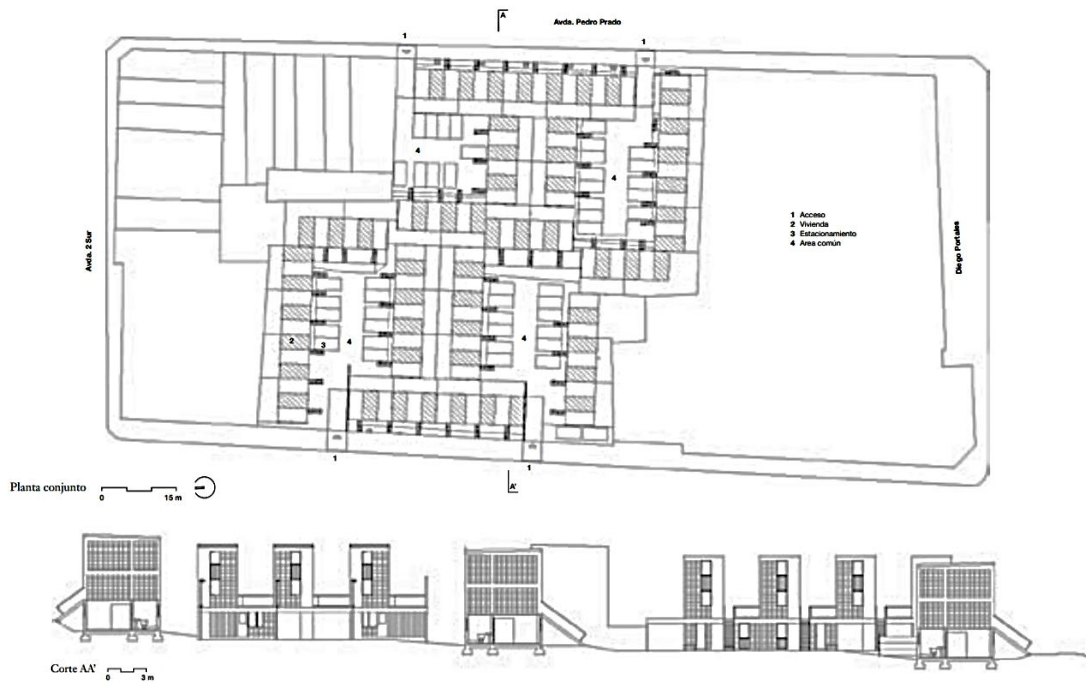 A
Avda. Pedro Prado
1
1
4
4
1 Acceso
2 Vivienda
3 Estacionamiento
4 Area común
Avda. 2 Sur
Diego Portales
2
3
4
4
1
1
A'
Planta conjunto
0
15 m
Corte AA'
0
3 m